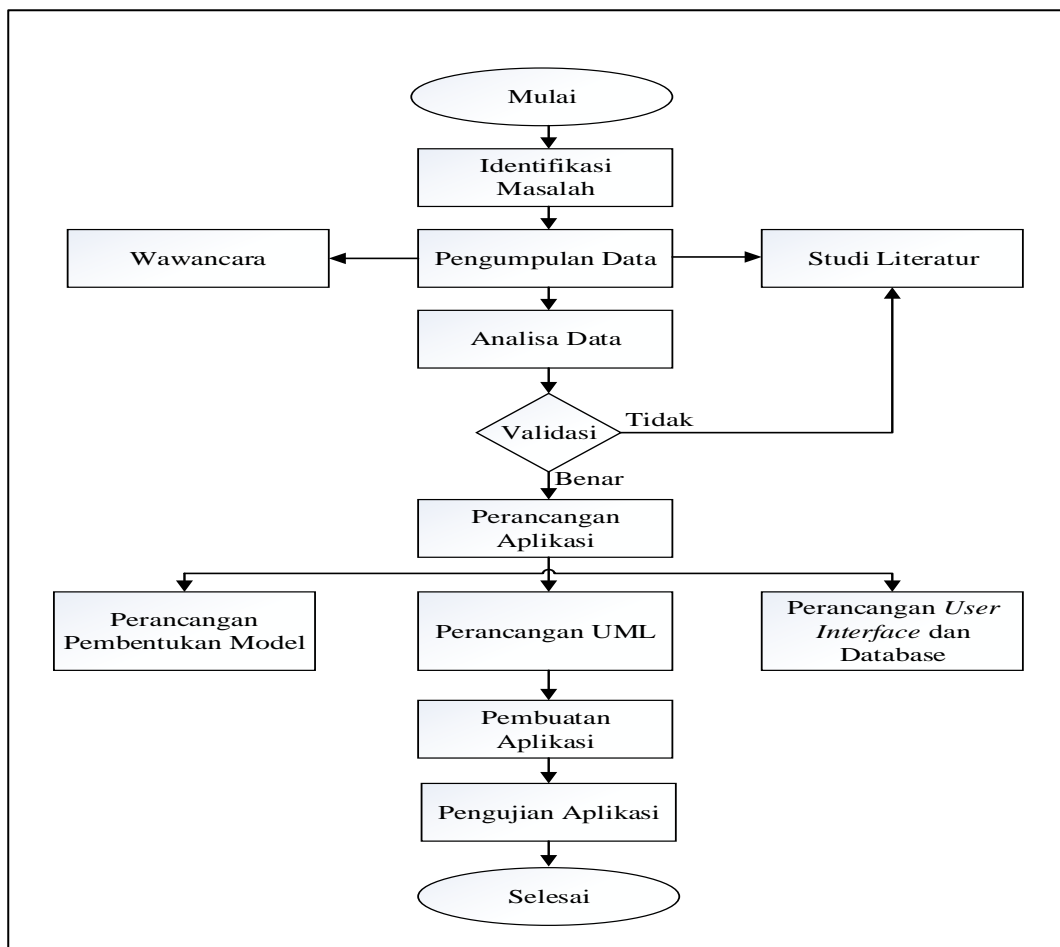 Mulai
Identifikasi
Masalah
Wawancara
Pengumpulan Data
Studi Literatur
Analisa Data
Validasi
Tidak
Benar
Perancangan
Aplikasi
Perancangan
Pembentukan Model
Perancangan UML
Perancangan User
Interface dan
Database
Pembuatan
Aplikasi
Pengujian Aplikasi
Selesai